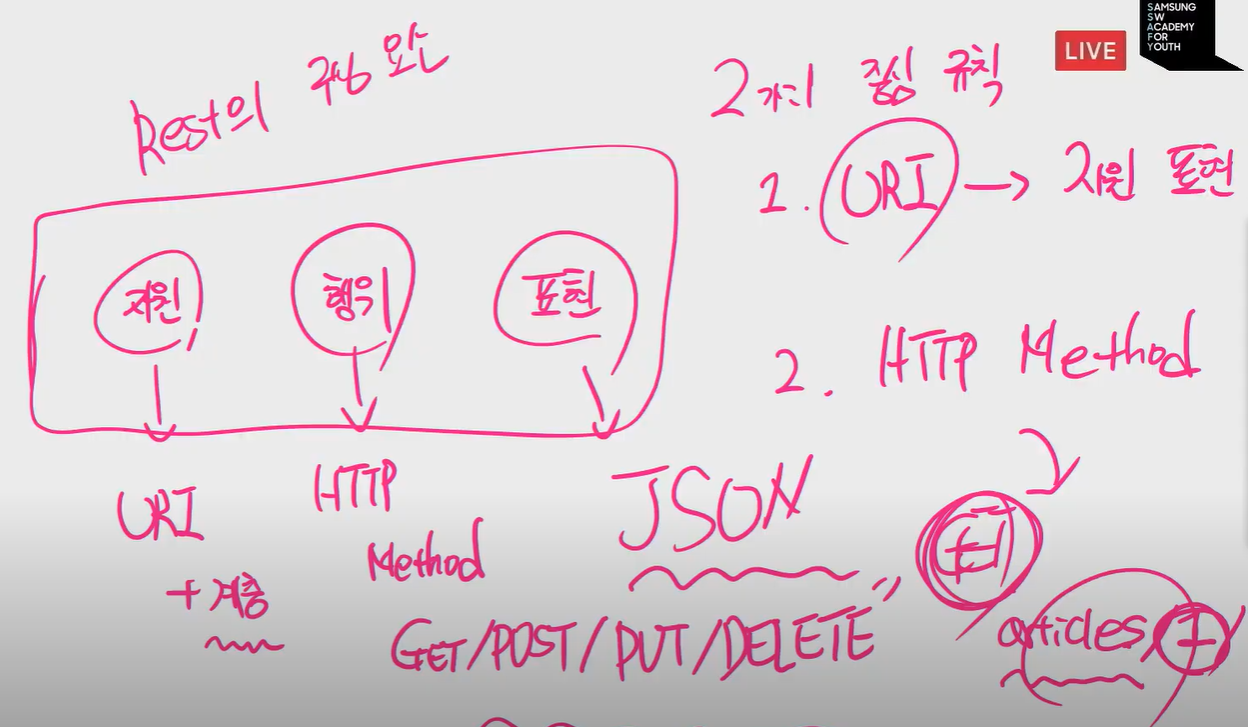 Rest의 구성 요소
자원
행위
표현
URI
+ 계층
HTTP
Method
JSON
GET/POST/PUT/DELETE
2가지 중심 규칙
1. URI → 자원 표현
2. HTTP Method
articles/1
LIVE
SAMSUNG
SW
ACADEMY
FOR
YOUTH